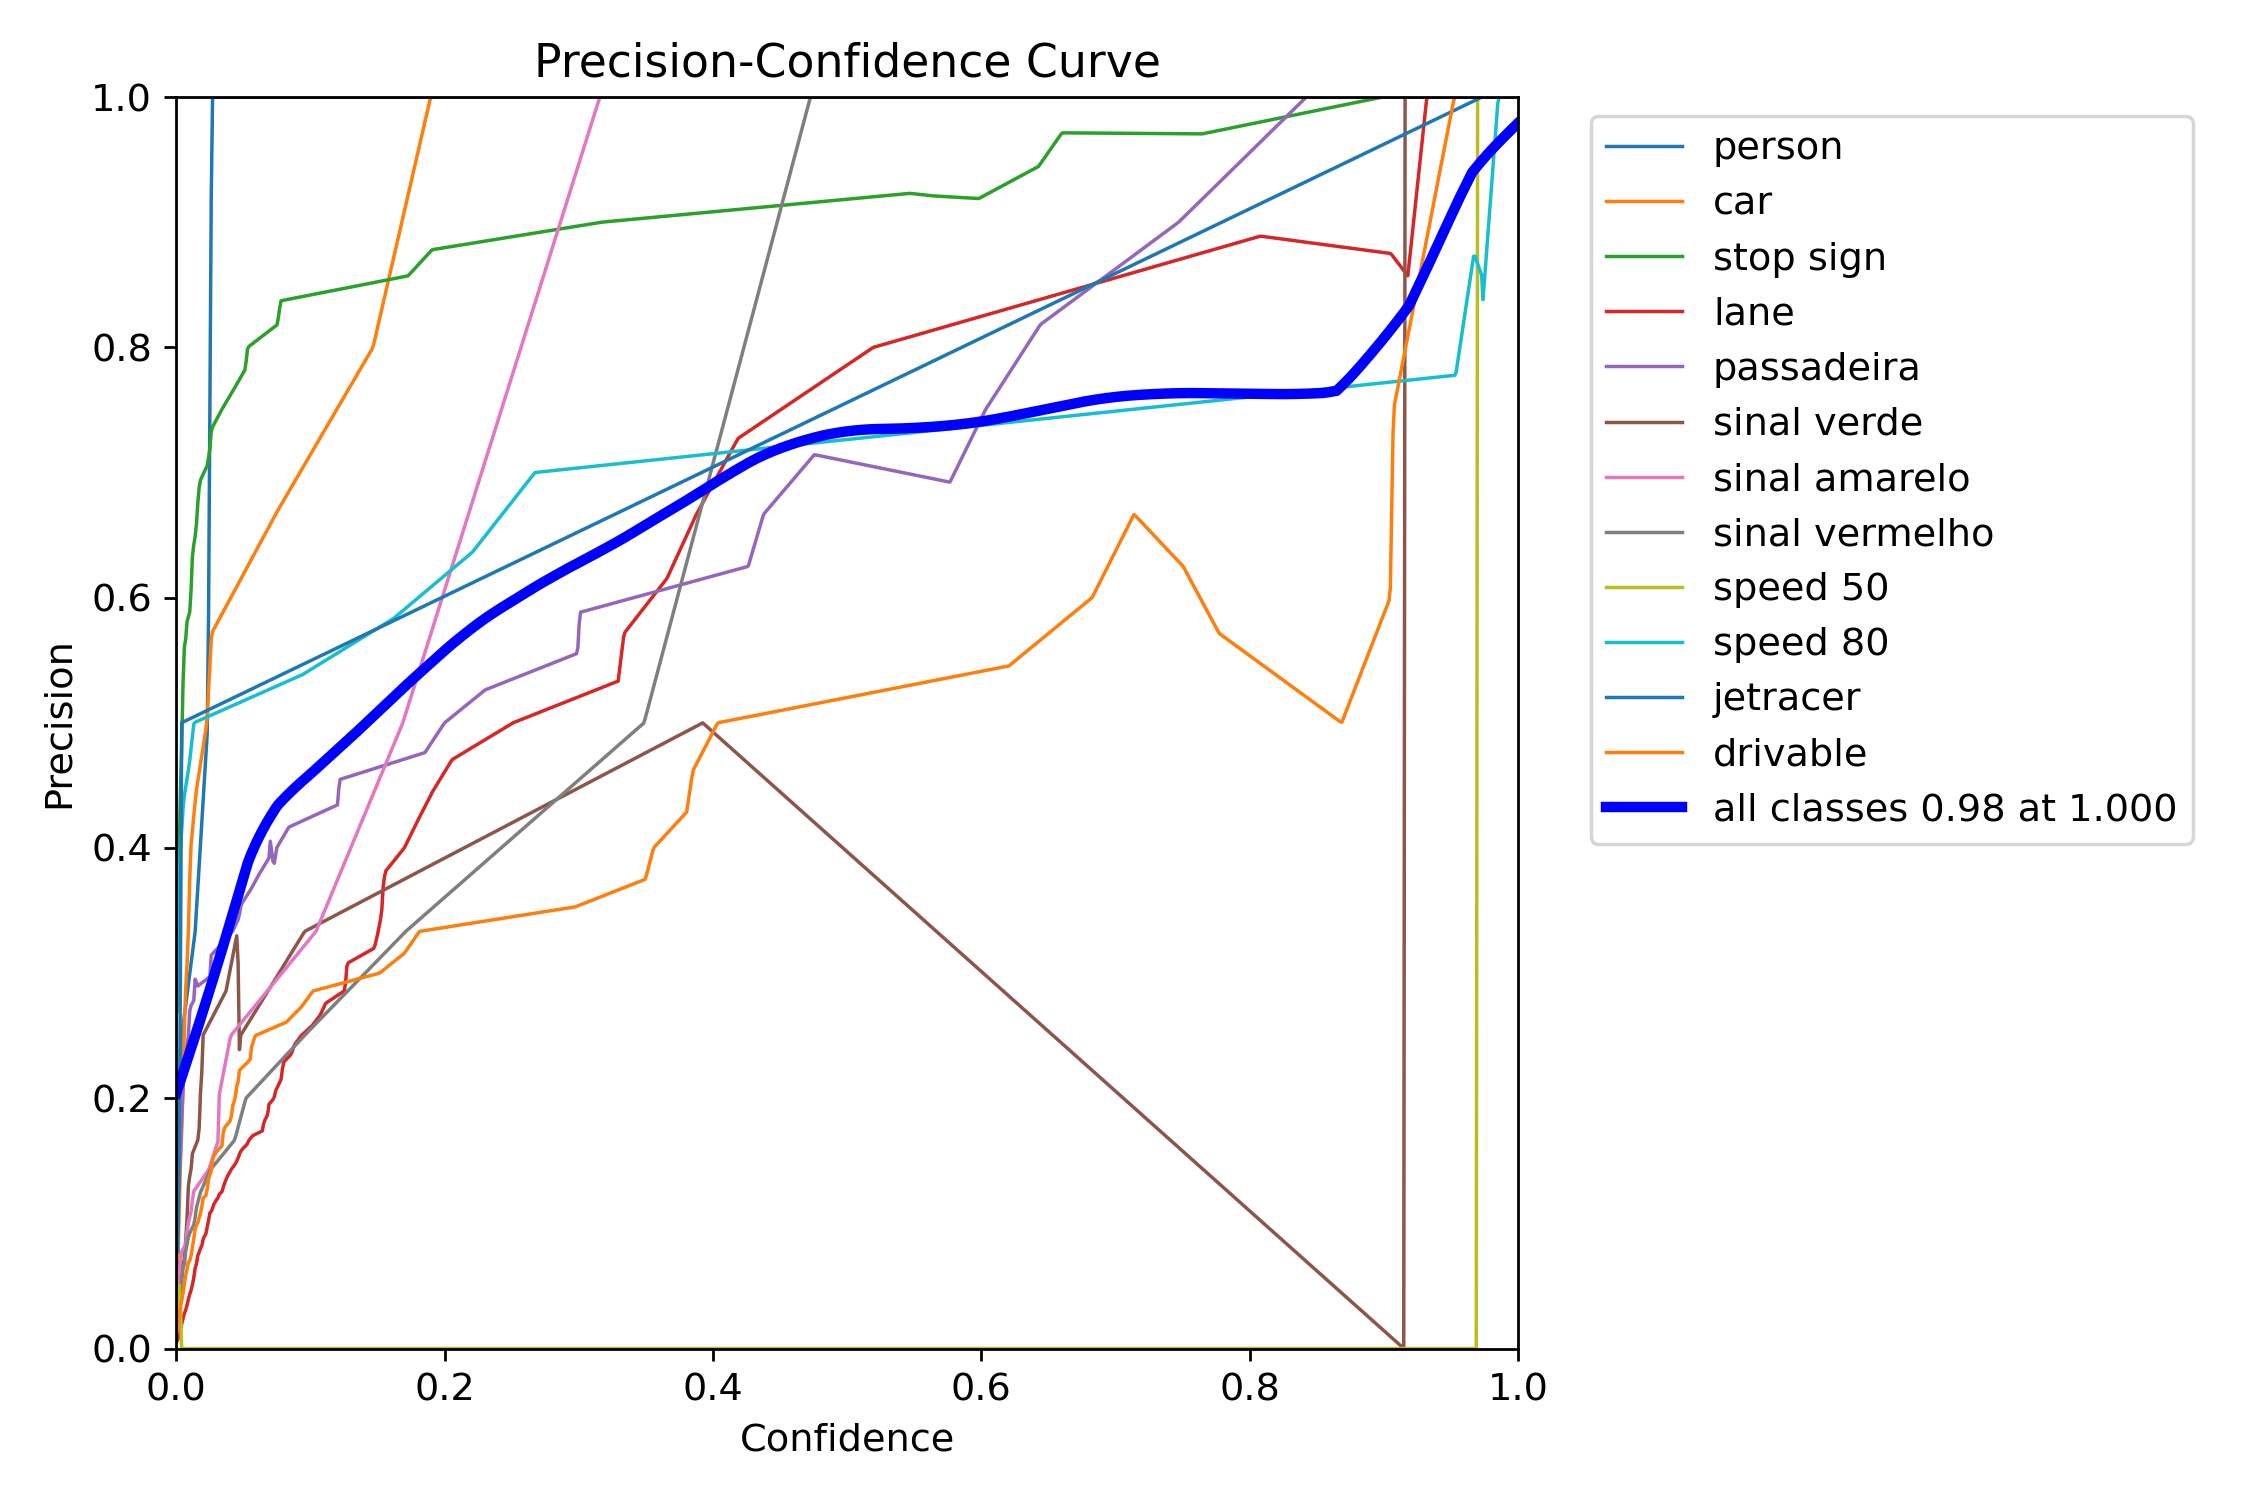 Precision-Confidence Curve
1.0
0.8
0.6
0.4
0.2
0.0
Precision
0.0 0.2 0.4 0.6 0.8 1.0
Confidence
person
car
stop sign
lane
passadeira
sinal verde
sinal amarelo
sinal vermelho
speed 50
speed 80
jetracer
drivable
all classes 0.98 at 1.000